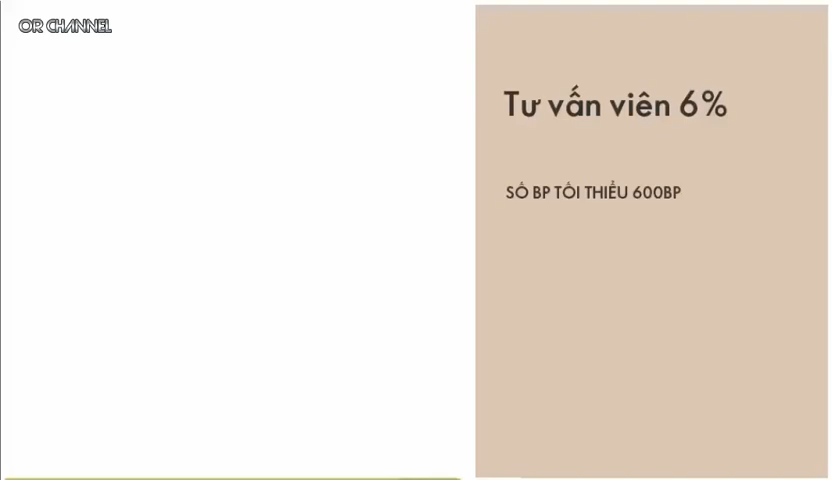 OR CHANNEL
Tư vấn viên 6%
SỐ BP TỐI THIỂU 600BP